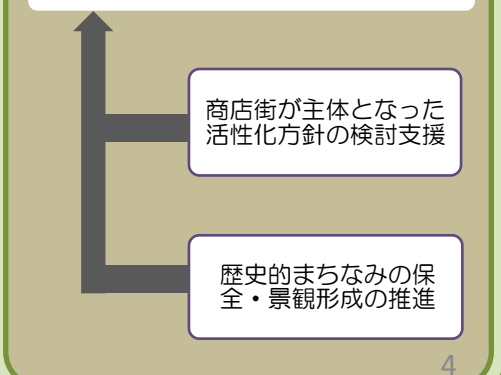 商店街が主体となった
活性化方針の検討支援
歴史的まちなみの保
全・景観形成の推進
4